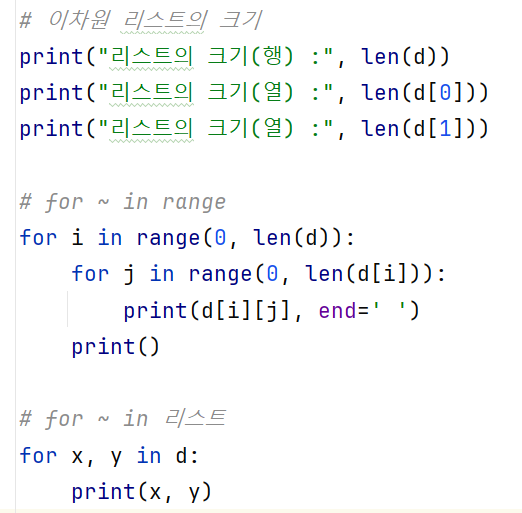 # 이차원 리스트의 크기
print("리스트의 크기(행) :", len(d))
print("리스트의 크기(열) :", len(d[0]))
print("리스트의 크기(열) :", len(d[1]))

# for ~ in range
for i in range(0, len(d)):
    for j in range(0, len(d[i])):
        print(d[i][j], end=' ')
    print()

# for ~ in 리스트
for x, y in d:
    print(x, y)